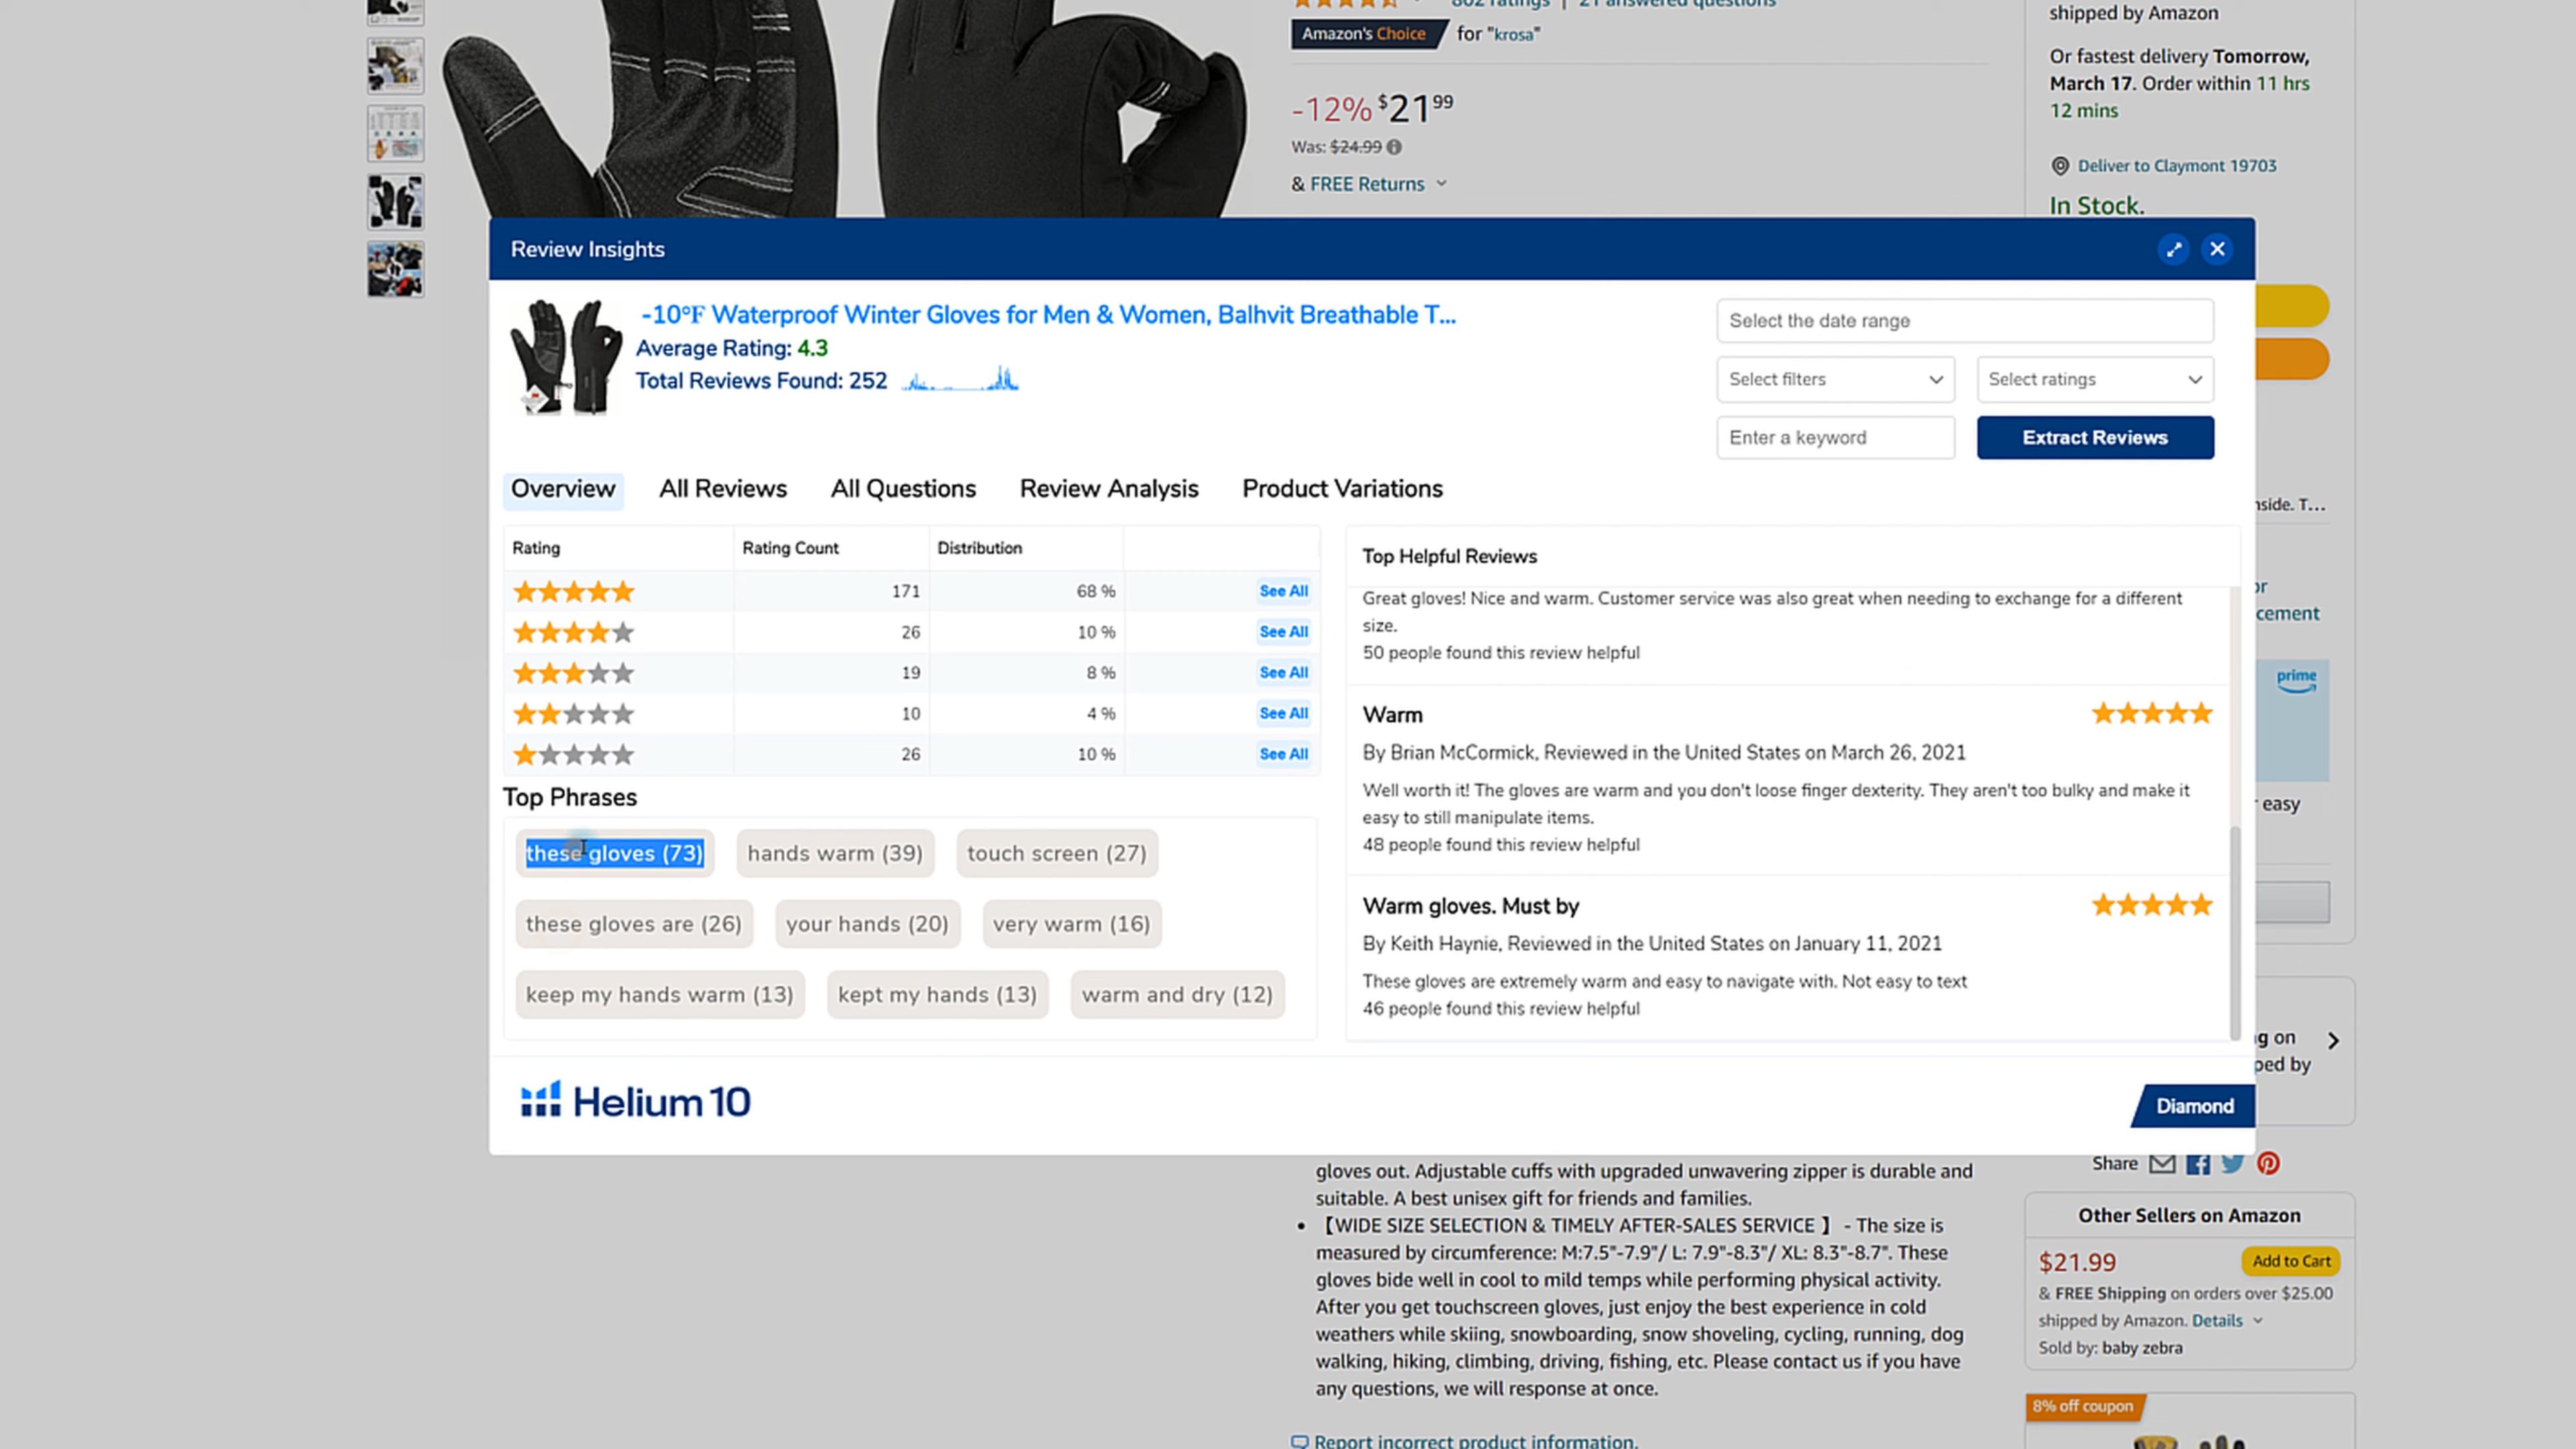 802 ratings | 21 answered questions
Amazon's Choice for "krosa"
-12% $21 99
Was: $24.99
& FREE Returns
shipped by Amazon
Or fastest delivery Tomorrow,
March 17. Order within 11 hrs
12 mins
Deliver to Claymont 19703
In Stock.
Review Insights
-10°F Waterproof Winter Gloves for Men & Women, Balhvit Breathable T...
Average Rating: 4.3
Total Reviews Found: 252
Select the date range
Select filters
Select ratings
Enter a keyword
Extract Reviews
Overview All Reviews All Questions Review Analysis Product Variations
Rating Rating Count Distribution
171 68 % See All
26 10 % See All
19 8 % See All
10 4 % See All
26 10 % See All
Top Phrases
these gloves (73) hands warm (39) touch screen (27)
these gloves are (26) your hands (20) very warm (16)
keep my hands warm (13) kept my hands (13) warm and dry (12)
Top Helpful Reviews
Great gloves! Nice and warm. Customer service was also great when needing to exchange for a different
size.
50 people found this review helpful
Warm
By Brian McCormick, Reviewed in the United States on March 26, 2021
Well worth it! The gloves are warm and you don't loose finger dexterity. They aren't too bulky and make it
easy to still manipulate items.
48 people found this review helpful
Warm gloves. Must by
By Keith Haynie, Reviewed in the United States on January 11, 2021
These gloves are extremely warm and easy to navigate with. Not easy to text
46 people found this review helpful
Helium 10
Diamond
prime
easy
on
gloves out. Adjustable cuffs with upgraded unwavering zipper is durable and
suitable. A best unisex gift for friends and families.
• 【WIDE SIZE SELECTION & TIMELY AFTER-SALES SERVICE 】 - The size is
measured by circumference: M:7.5"-7.9"/ L: 7.9"-8.3"/ XL: 8.3"-8.7". These
gloves bide well in cool to mild temps while performing physical activity.
After you get touchscreen gloves, just enjoy the best experience in cold
weathers while skiing, snowboarding, snow shoveling, cycling, running, dog
walking, hiking, climbing, driving, fishing, etc. Please contact us if you have
any questions, we will response at once.
Report incorrect product information.
Share
Other Sellers on Amazon
$21.99 Add to Cart
& FREE Shipping on orders over $25.00
shipped by Amazon. Details
Sold by: baby zebra
8% off coupon